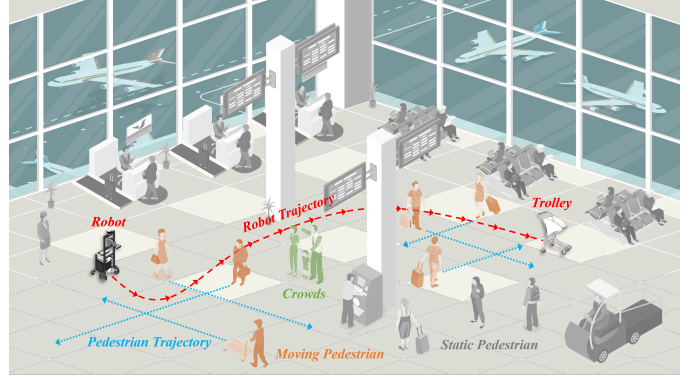 Robot
Robot Trajectory
Trolley
Crowds
Pedestrian Trajectory
Moving Pedestrian
Static Pedestrian